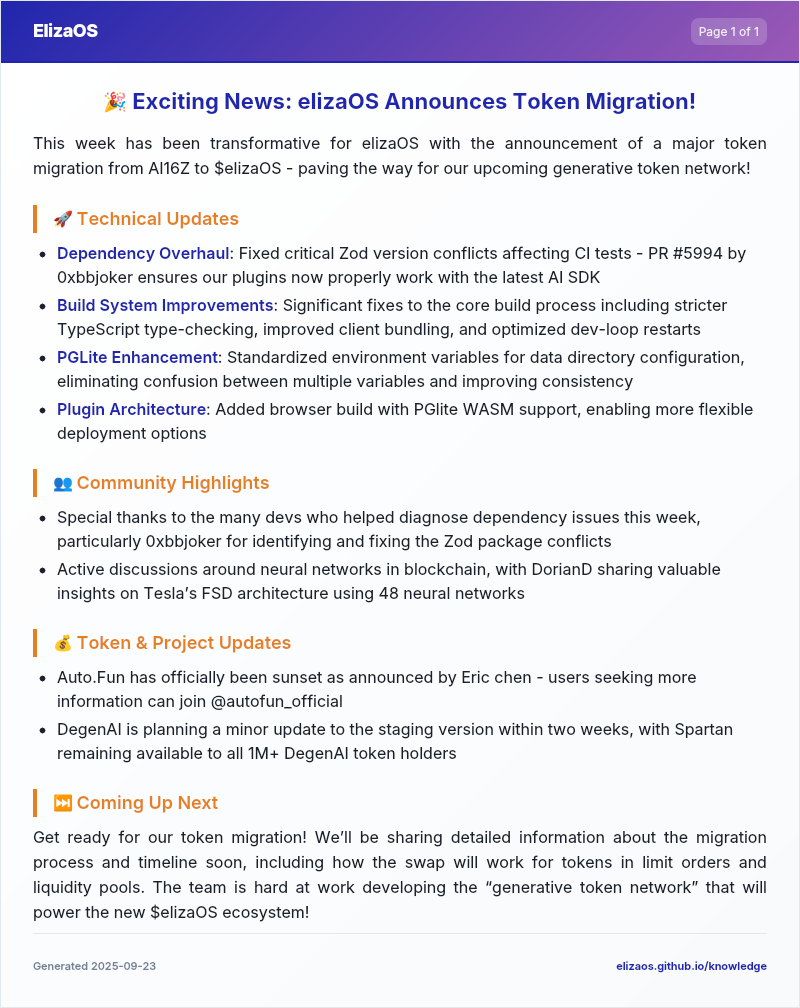 ElizaOS
Page 1 of 1
🎉 Exciting News: elizaOS Announces Token Migration!
This week has been transformative for elizaOS with the announcement of a major token
migration from AI16Z to $elizaOS - paving the way for our upcoming generative token network!
🚀 Technical Updates
• Dependency Overhaul: Fixed critical Zod version conflicts affecting CI tests - PR #5994 by
0xbbjoker ensures our plugins now properly work with the latest AI SDK
• Build System Improvements: Significant fixes to the core build process including stricter
TypeScript type-checking, improved client bundling, and optimized dev-loop restarts
• PGLite Enhancement: Standardized environment variables for data directory configuration,
eliminating confusion between multiple variables and improving consistency
• Plugin Architecture: Added browser build with PGlite WASM support, enabling more flexible
deployment options
👥 Community Highlights
• Special thanks to the many devs who helped diagnose dependency issues this week,
particularly 0xbbjoker for identifying and fixing the Zod package conflicts
• Active discussions around neural networks in blockchain, with DorianD sharing valuable
insights on Tesla's FSD architecture using 48 neural networks
💰 Token & Project Updates
• Auto.Fun has officially been sunset as announced by Eric chen - users seeking more
information can join @autofun_official
• DegenAI is planning a minor update to the staging version within two weeks, with Spartan
remaining available to all 1M+ DegenAI token holders
⏭️ Coming Up Next
Get ready for our token migration! We'll be sharing detailed information about the migration
process and timeline soon, including how the swap will work for tokens in limit orders and
liquidity pools. The team is hard at work developing the “generative token network” that will
power the new $elizaOS ecosystem!
Generated 2025-09-23
elizaos.github.io/knowledge